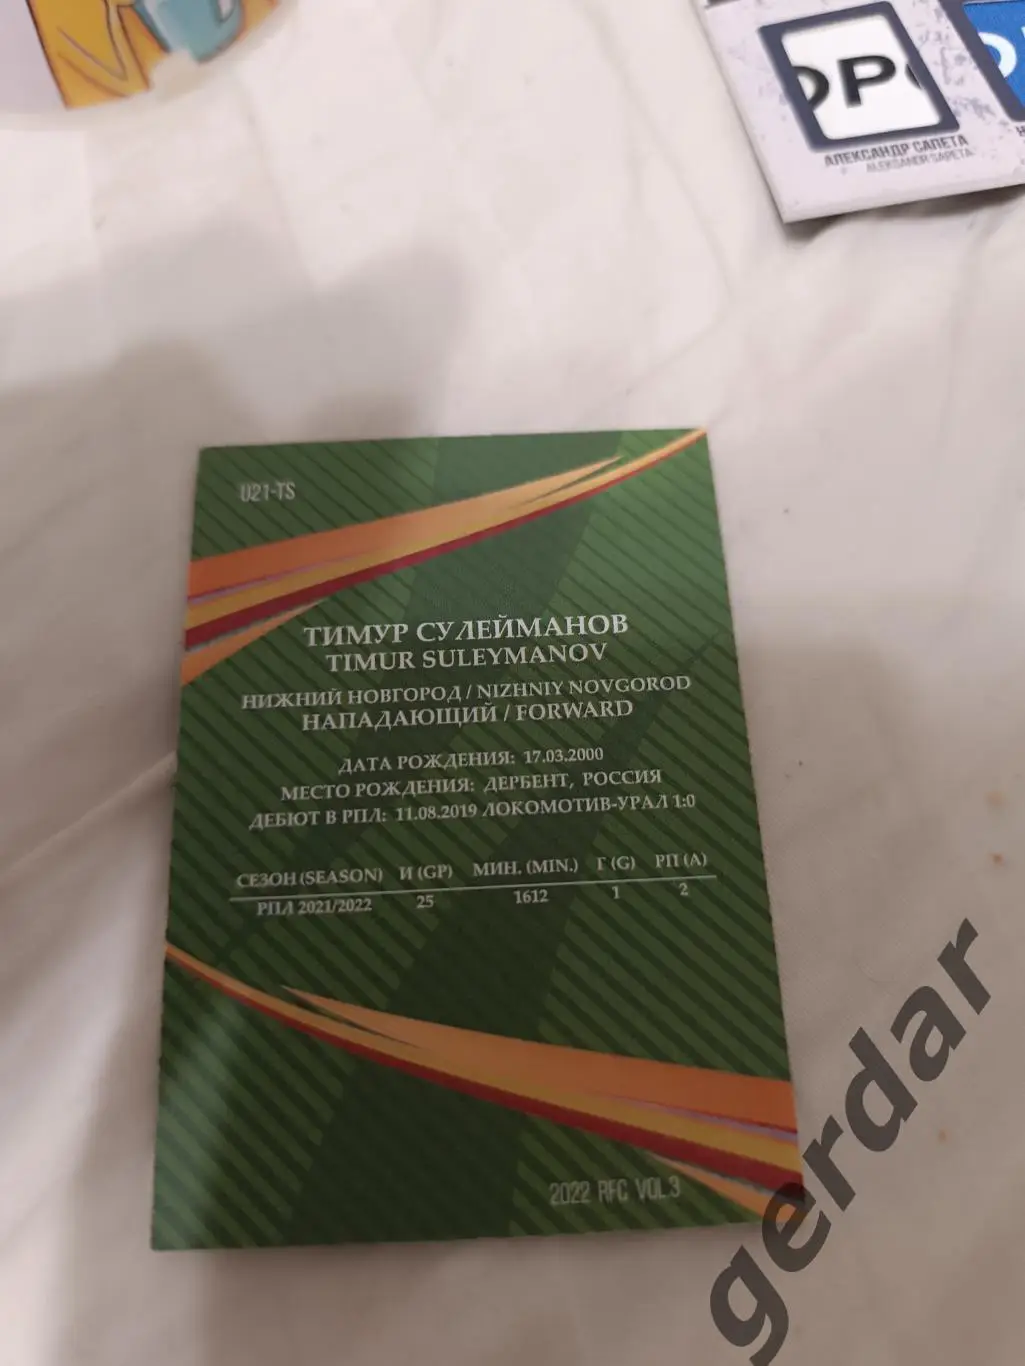 ОРО
АЛЕКСАНДР САПЕТА
ALEKSANDR SAPETA
U21-TS
ТИМУР СУЛЕЙМАНОВ
TIMUR SULEYMANOV
НИЖНИЙ НОВГОРОД / NIZHNIY NOVGOROD
НАПАДАЮЩИЙ / FORWARD
ДАТА РОЖДЕНИЯ: 17.03.2000
МЕСТО РОЖДЕНИЯ: ДЕРБЕНТ, РОССИЯ
ДЕБЮТ В РПЛ: 11.08.2019 ЛОКОМОТИВ-УРАЛ 1:0
СЕЗОН (SEASON) И (GP) МИН. (MIN.) Г (G) РП (A)
РПЛ 2021/2022 25 1612 1 2
2022 RFC VOL.3
gerdar